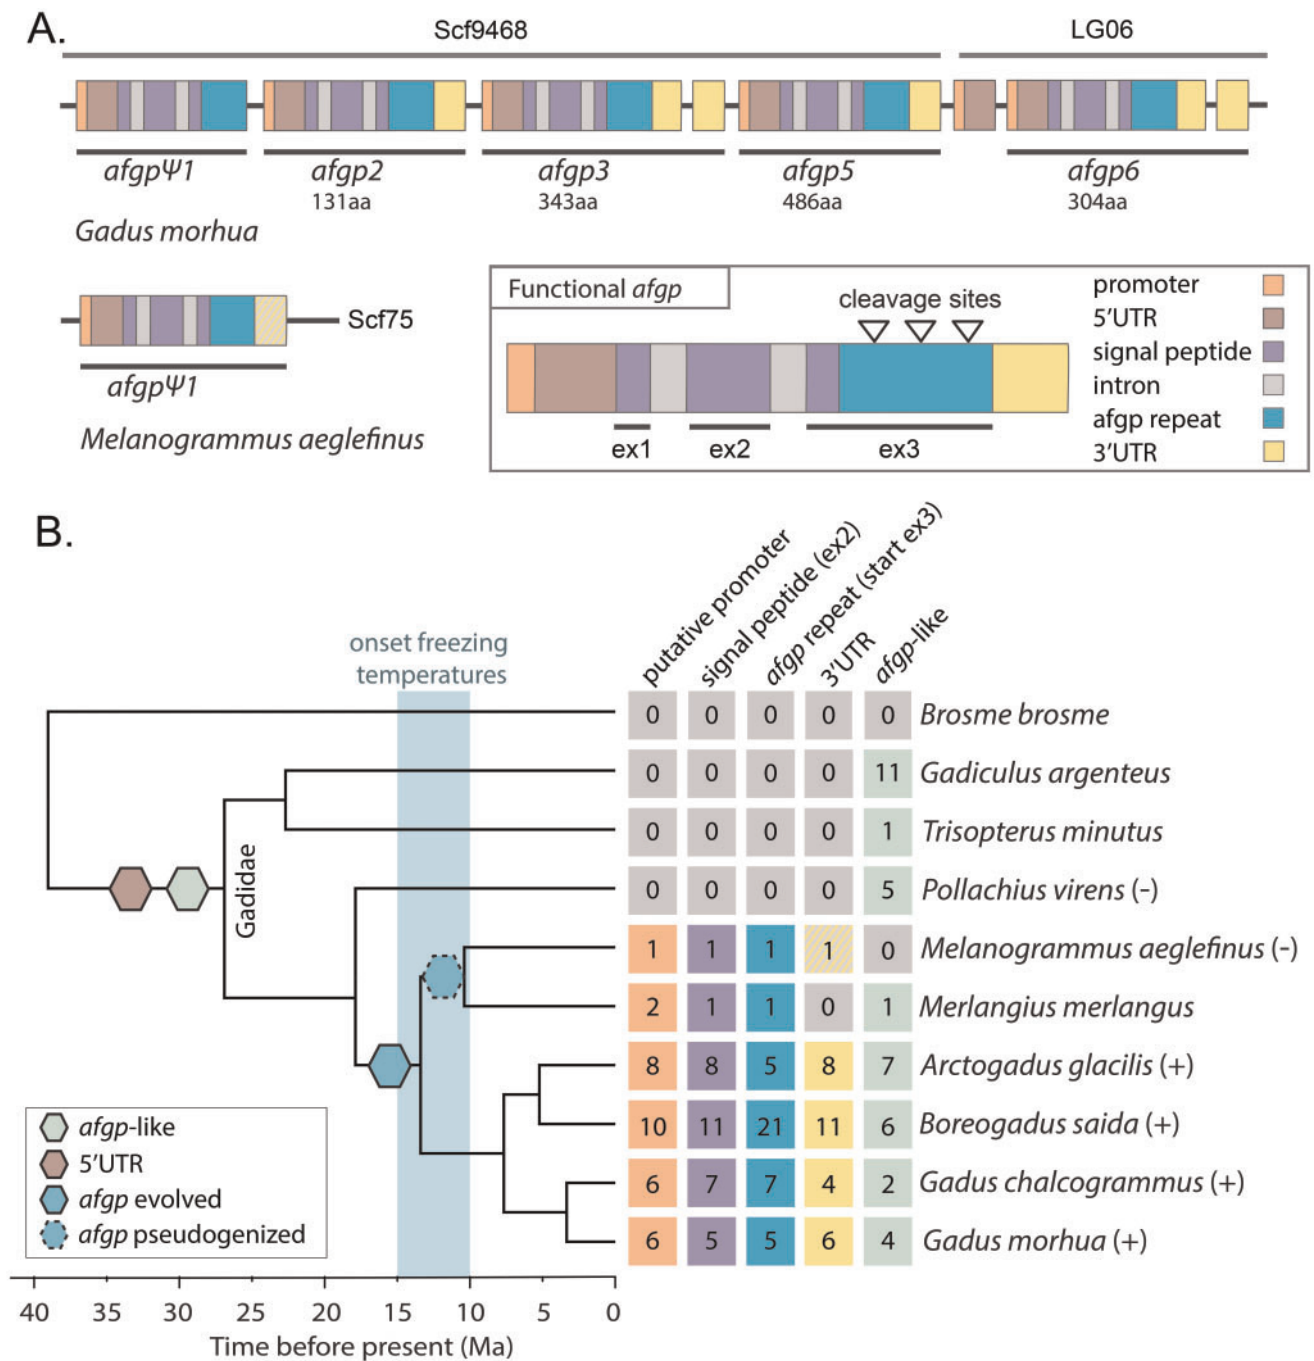 A.
Scf9468
LG06
afgpΨ1
afgp2
afgp3
afgp5
afgp6
131aa
343aa
486aa
304aa
Gadus morhua
Scf75
afgpΨ1
Melanogrammus aeglefinus
Functional afgp
cleavage sites
ex1
ex2
ex3
promoter
5'UTR
signal peptide
intron
afgp repeat
3'UTR
B.
onset freezing
temperatures
putative promoter
signal peptide (ex2)
afgp repeat (start ex3)
3'UTR
afgp-like
0 0 0 0 0 Brosme brosme
0 0 0 0 11 Gadiculus argenteus
0 0 0 0 1 Trisopterus minutus
0 0 0 0 5 Pollachius virens (-)
1 1 1 1 0 Melanogrammus aeglefinus (-)
2 1 1 0 1 Merlangius merlangus
8 8 5 8 7 Arctogadus glacilis (+)
10 11 21 11 6 Boreogadus saida (+)
6 7 7 4 2 Gadus chalcogrammus (+)
6 5 5 6 4 Gadus morhua (+)
Gadidae
afgp-like
5'UTR
afgp evolved
afgp pseudogenized
40 35 30 25 20 15 10 5 0
Time before present (Ma)